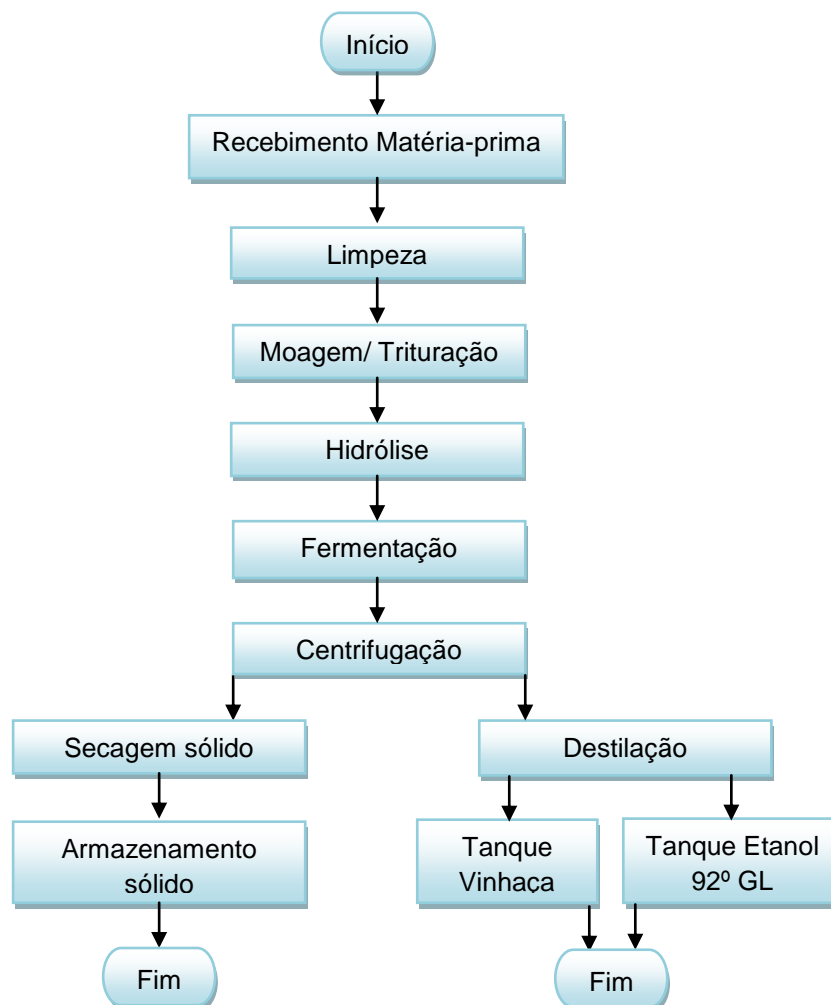 Início
Recebimento Matéria-prima
Limpeza
Moagem/ Trituração
Hidrólise
Fermentação
Centrifugação
Secagem sólido
Destilação
Armazenamento
sólido
Tanque
Vinhaça
Tanque Etanol
92º GL
Fim
Fim